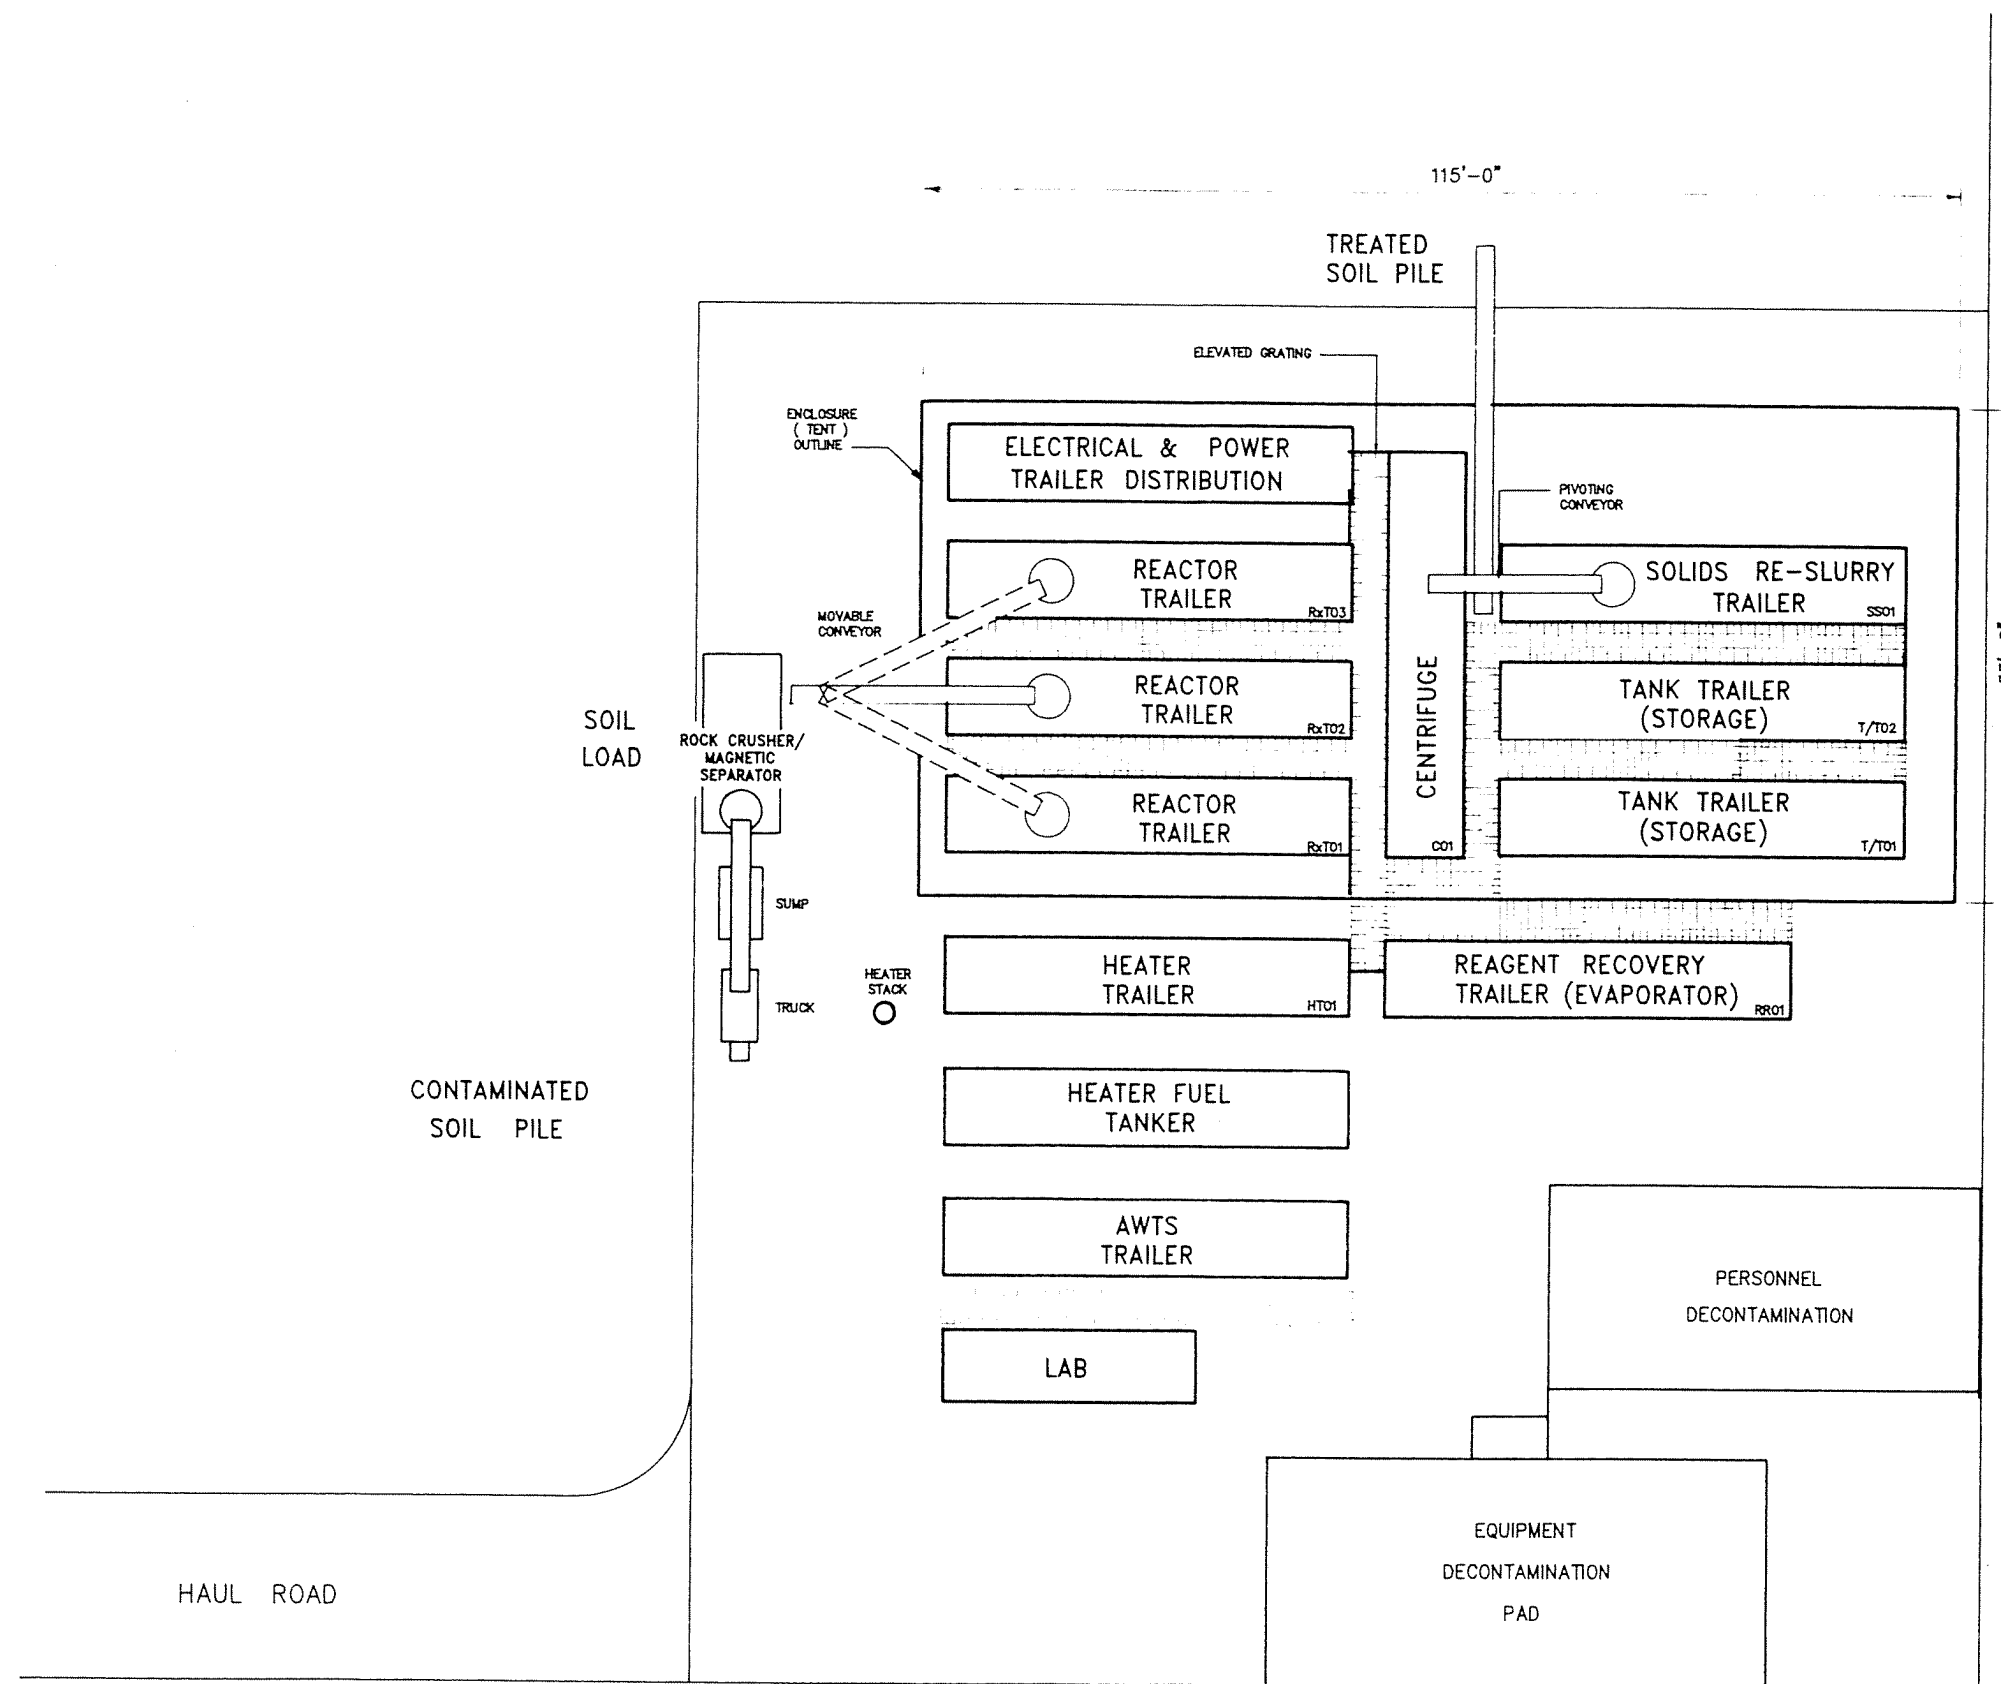 115'-0"
TREATED
SOIL PILE
ELEVATED GRATING
ENCLOSURE
( TENT )
OUTLINE
ELECTRICAL & POWER
TRAILER DISTRIBUTION
PIVOTING
CONVEYOR
REACTOR
TRAILER
RxT03
SOLIDS RE-SLURRY
TRAILER
SS01
MOVABLE
CONVEYOR
REACTOR
TRAILER
RxT02
CENTRIFUGE
C01
TANK TRAILER
(STORAGE)
T/T02
SOIL
LOAD
ROCK CRUSHER/
MAGNETIC
SEPARATOR
REACTOR
TRAILER
RxT01
TANK TRAILER
(STORAGE)
T/T01
SUMP
TRUCK
HEATER
STACK
HEATER
TRAILER
HT01
REAGENT RECOVERY
TRAILER (EVAPORATOR)
RR01
CONTAMINATED
SOIL PILE
HEATER FUEL
TANKER
AWTS
TRAILER
PERSONNEL
DECONTAMINATION
LAB
EQUIPMENT
DECONTAMINATION
PAD
HAUL ROAD